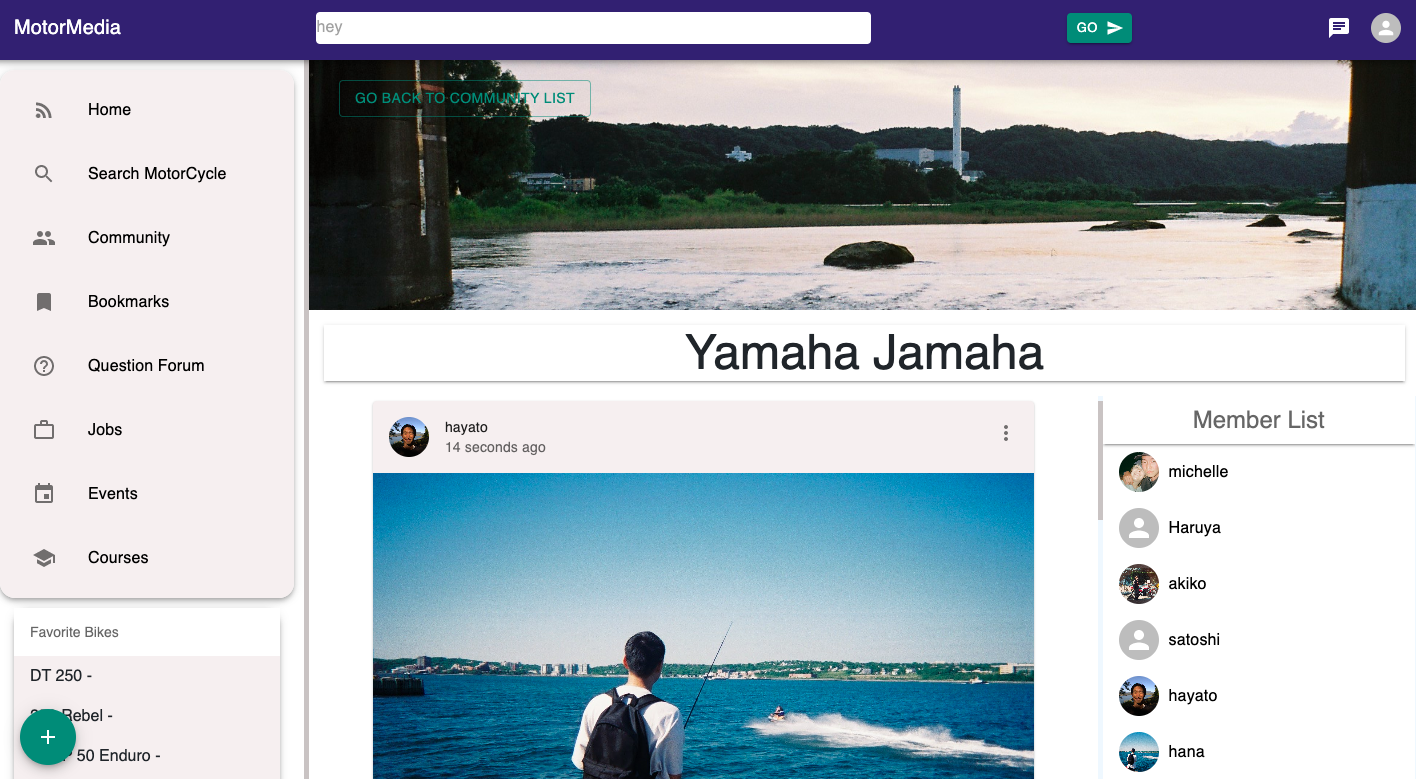 MotorMedia
hey
GO
Home
Search MotorCycle
Community
Bookmarks
Question Forum
Jobs
Events
Courses
Favorite Bikes
DT 250 -
Rebel -
50 Enduro -
GO BACK TO COMMUNITY LIST
Yamaha Jamaha
hayato
14 seconds ago
Member List
michelle
Haruya
akiko
satoshi
hayato
hana